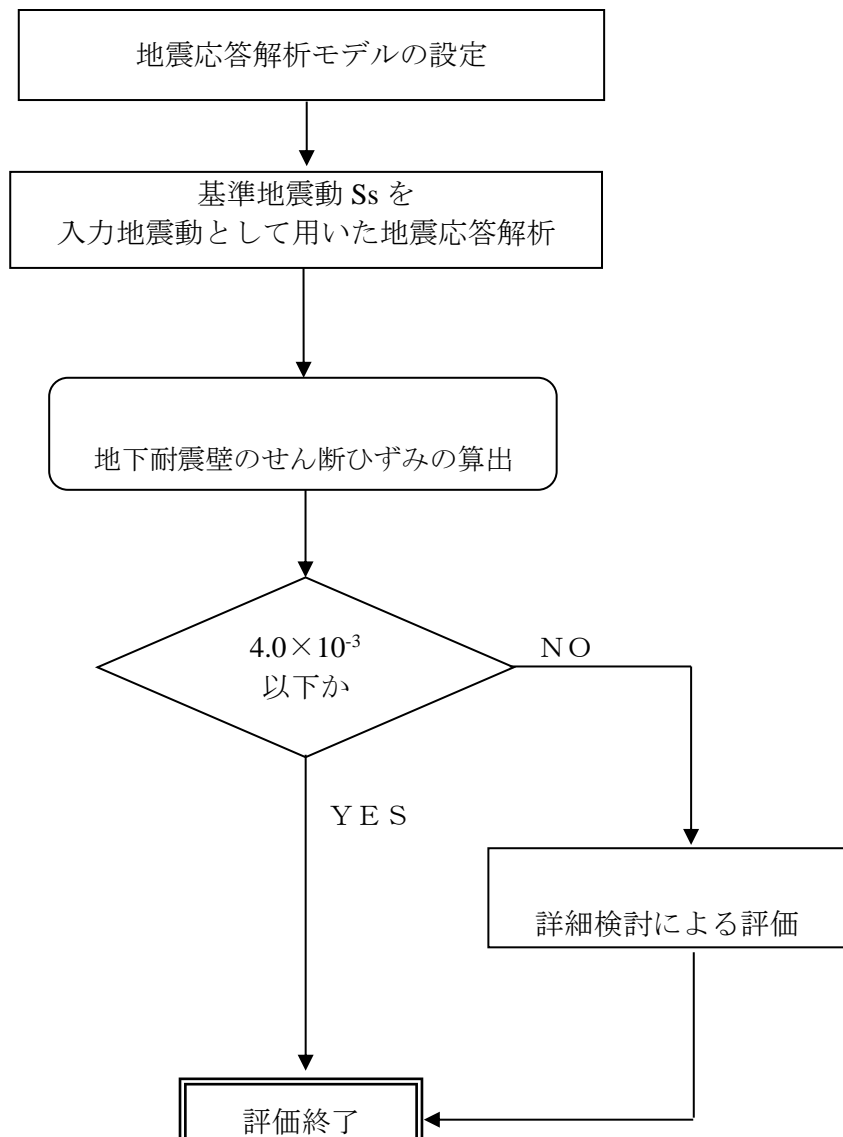 地震応答解析モデルの設定
基準地震動 Ss を
入力地震動として用いた地震応答解析
地下耐震壁のせん断ひずみの算出
4.0×10-3
以下か
ＮＯ
ＹＥＳ
詳細検討による評価
評価終了